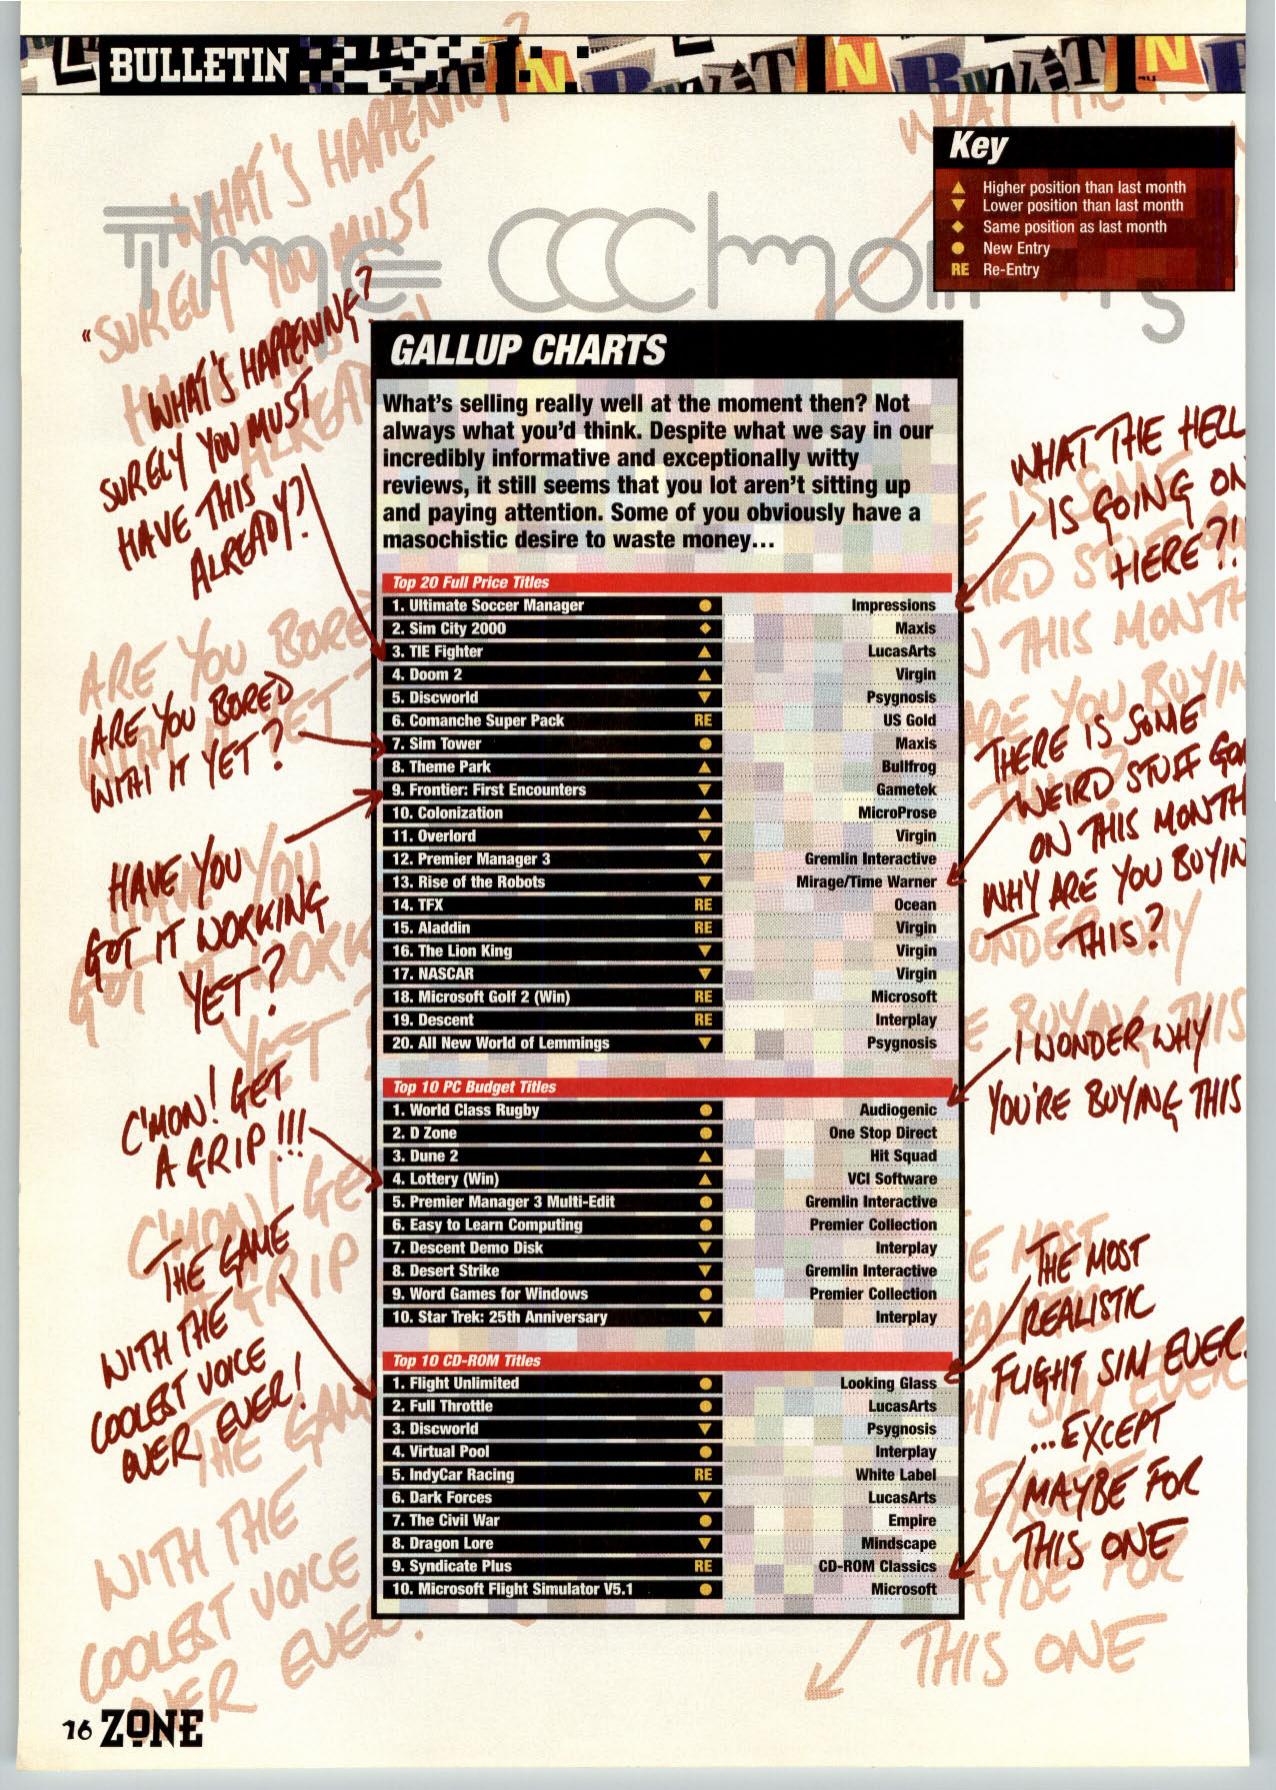 BULLETIN
The Charts
Key
▲ Higher position than last month
▼ Lower position than last month
◆ Same position as last month
● New Entry
RE Re-Entry
GALLUP CHARTS
What's selling really well at the moment then? Not
always what you'd think. Despite what we say in our
incredibly informative and exceptionally witty
reviews, it still seems that you lot aren't sitting up
and paying attention. Some of you obviously have a
masochistic desire to waste money...
Top 20 Full Price Titles
1. Ultimate Soccer Manager ● Impressions
2. Sim City 2000 ◆ Maxis
3. TIE Fighter ▲ LucasArts
4. Doom 2 ▲ Virgin
5. Discworld ▼ Psygnosis
6. Comanche Super Pack RE US Gold
7. Sim Tower ● Maxis
8. Theme Park ▲ Bullfrog
9. Frontier: First Encounters ▼ Gametek
10. Colonization ▲ MicroProse
11. Overlord ▼ Virgin
12. Premier Manager 3 ▼ Gremlin Interactive
13. Rise of the Robots ▼ Mirage/Time Warner
14. TFX RE Ocean
15. Aladdin RE Virgin
16. The Lion King ▼ Virgin
17. NASCAR ▼ Virgin
18. Microsoft Golf 2 (Win) RE Microsoft
19. Descent RE Interplay
20. All New World of Lemmings ▼ Psygnosis
Top 10 PC Budget Titles
1. World Class Rugby ● Audiogenic
2. D Zone ● One Stop Direct
3. Dune 2 ▲ Hit Squad
4. Lottery (Win) ▲ VCI Software
5. Premier Manager 3 Multi-Edit ● Gremlin Interactive
6. Easy to Learn Computing ● Premier Collection
7. Descent Demo Disk ▼ Interplay
8. Desert Strike ▼ Gremlin Interactive
9. Word Games for Windows ● Premier Collection
10. Star Trek: 25th Anniversary ▼ Interplay
Top 10 CD-ROM Titles
1. Flight Unlimited ● Looking Glass
2. Full Throttle ● LucasArts
3. Discworld ▼ Psygnosis
4. Virtual Pool ● Interplay
5. IndyCar Racing RE White Label
6. Dark Forces ▼ LucasArts
7. The Civil War ● Empire
8. Dragon Lore ▼ Mindscape
9. Syndicate Plus RE CD-ROM Classics
10. Microsoft Flight Simulator V5.1 ● Microsoft
"WHAT'S HAPPENING?
SURELY YOU MUST
HAVE THIS
ALREADY?
ARE YOU BORED
WITH IT YET?
HAVE YOU
GOT IT WORKING
YET?
C'MON! GET
A GRIP!!!
THE GAME
WITH THE
COOLEST VOICE
OVER EVER!
WHAT THE HELL
IS GOING ON
HERE?!
THERE IS SOME
WEIRD STUFF GOI
ON THIS MONTH
WHY ARE YOU BUYIN
THIS?
I WONDER WHY
YOU'RE BUYING THIS
THE MOST
REALISTIC
FLIGHT SIM EVER.
...EXCEPT
MAYBE FOR
THIS ONE
16 ZONE